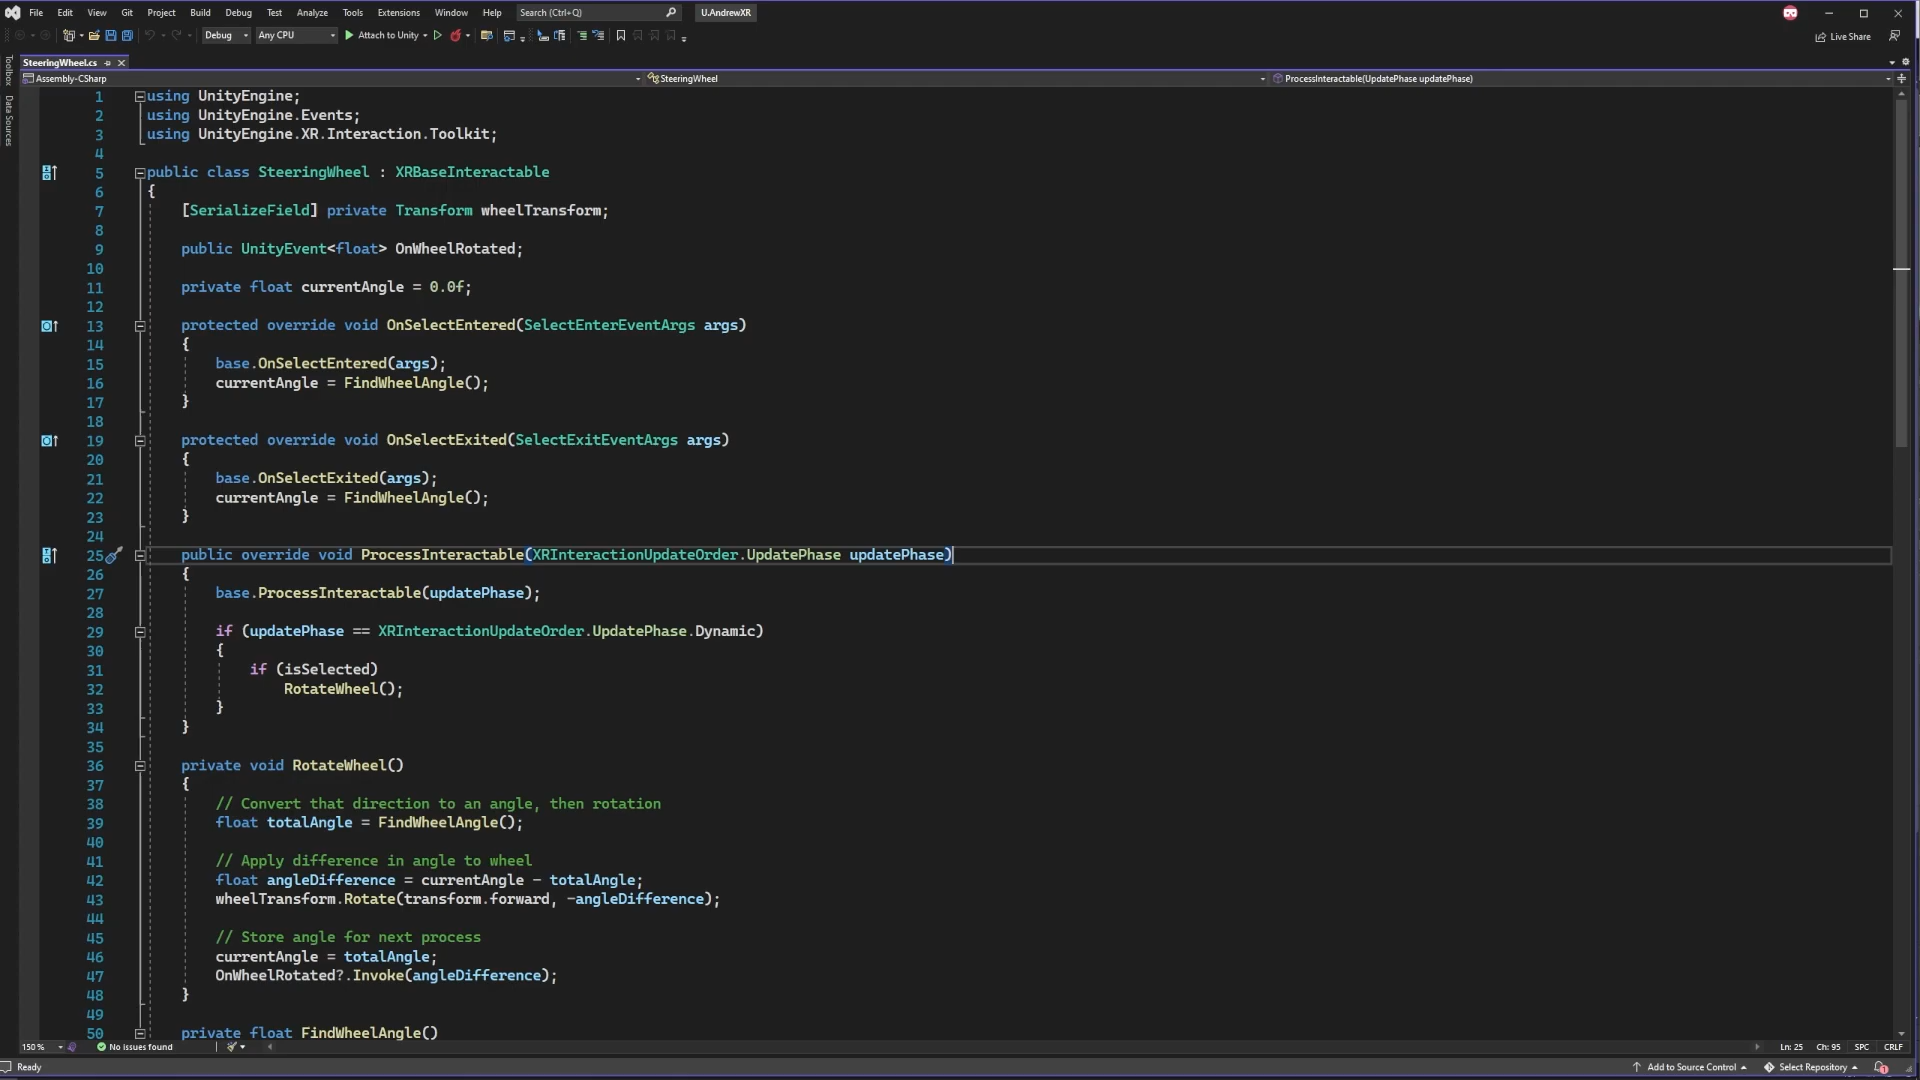 File Edit View Git Project Build Debug Test Analyze Tools Extensions Window Help Search (Ctrl+Q) U.AndrewXR
Debug Any CPU Attach to Unity Live Share
SteeringWheel.cs
Assembly-CSharp SteeringWheel ProcessInteractable(UpdatePhase updatePhase)
Toolbox
Data Sources
1 using UnityEngine;
2 using UnityEngine.Events;
3 using UnityEngine.XR.Interaction.Toolkit;
4
5 public class SteeringWheel : XRBaseInteractable
6 {
7 [SerializeField] private Transform wheelTransform;
8
9 public UnityEvent<float> OnWheelRotated;
10
11 private float currentAngle = 0.0f;
12
13 protected override void OnSelectEntered(SelectEnterEventArgs args)
14 {
15 base.OnSelectEntered(args);
16 currentAngle = FindWheelAngle();
17 }
18
19 protected override void OnSelectExited(SelectExitEventArgs args)
20 {
21 base.OnSelectExited(args);
22 currentAngle = FindWheelAngle();
23 }
24
25 public override void ProcessInteractable(XRInteractionUpdateOrder.UpdatePhase updatePhase)
26 {
27 base.ProcessInteractable(updatePhase);
28
29 if (updatePhase == XRInteractionUpdateOrder.UpdatePhase.Dynamic)
30 {
31 if (isSelected)
32 RotateWheel();
33 }
34 }
35
36 private void RotateWheel()
37 {
38 // Convert that direction to an angle, then rotation
39 float totalAngle = FindWheelAngle();
40
41 // Apply difference in angle to wheel
42 float angleDifference = currentAngle - totalAngle;
43 wheelTransform.Rotate(transform.forward, -angleDifference);
44
45 // Store angle for next process
46 currentAngle = totalAngle;
47 OnWheelRotated?.Invoke(angleDifference);
48 }
49
50 private float FindWheelAngle()
150 % No issues found Ln: 25 Ch: 95 SPC CRLF
Ready Add to Source Control Select Repository 1